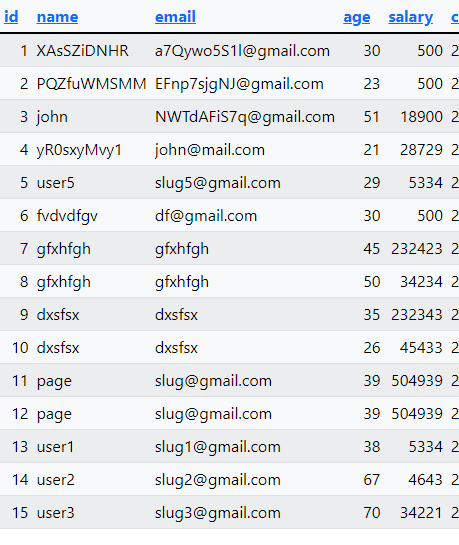 id name email age salary c
1 XAsSZiDNHR a7Qywo5S1l@gmail.com 30 500 2
2 PQZfuWMSMM EFnp7sjgNJ@gmail.com 23 500 2
3 john NWTdAFiS7q@gmail.com 51 18900 2
4 yR0sxyMvy1 john@mail.com 21 28729 2
5 user5 slug5@gmail.com 29 5334 2
6 fvdvdfgv df@gmail.com 30 500 2
7 gfxhfgh gfxhfgh 45 232423 2
8 gfxhfgh gfxhfgh 50 34234 2
9 dxsfsx dxsfsx 35 232343 2
10 dxsfsx dxsfsx 26 45433 2
11 page slug@gmail.com 39 504939 2
12 page slug@gmail.com 39 504939 2
13 user1 slug1@gmail.com 38 5334 2
14 user2 slug2@gmail.com 67 4643 2
15 user3 slug3@gmail.com 70 34221 2